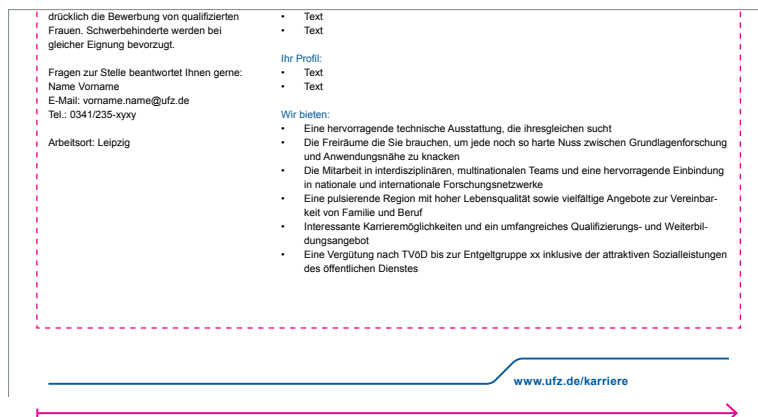 drücklich die Bewerbung von qualifizierten
Frauen. Schwerbehinderte werden bei
gleicher Eignung bevorzugt.
Fragen zur Stelle beantwortet Ihnen gerne:
Name Vorname
E-Mail: vorname.name@ufz.de
Tel.: 0341/235-xyxy
Arbeitsort: Leipzig
• Text
• Text
Ihr Profil:
• Text
• Text
Wir bieten:
• Eine hervorragende technische Ausstattung, die ihresgleichen sucht
• Die Freiräume die Sie brauchen, um jede noch so harte Nuss zwischen Grundlagenforschung
und Anwendungsnähe zu knacken
• Die Mitarbeit in interdisziplinären, multinationalen Teams und eine hervorragende Einbindung
in nationale und internationale Forschungsnetzwerke
• Eine pulsierende Region mit hoher Lebensqualität sowie vielfältige Angebote zur Vereinbar-
keit von Familie und Beruf
• Interessante Karrieremöglichkeiten und ein umfangreiches Qualifizierungs- und Weiterbil-
dungsangebot
• Eine Vergütung nach TVöD bis zur Entgeltgruppe xx inklusive der attraktiven Sozialleistungen
des öffentlichen Dienstes
www.ufz.de/karriere